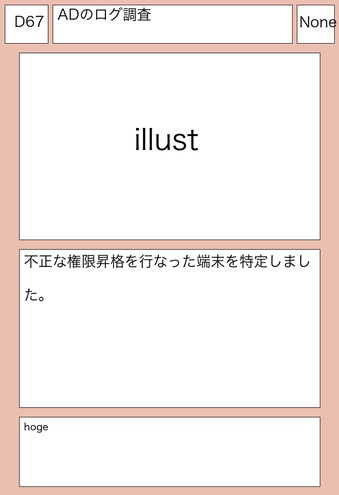 D67
ADのログ調査
None
illust
不正な権限昇格を行なった端末を特定しまし
た。
hoge